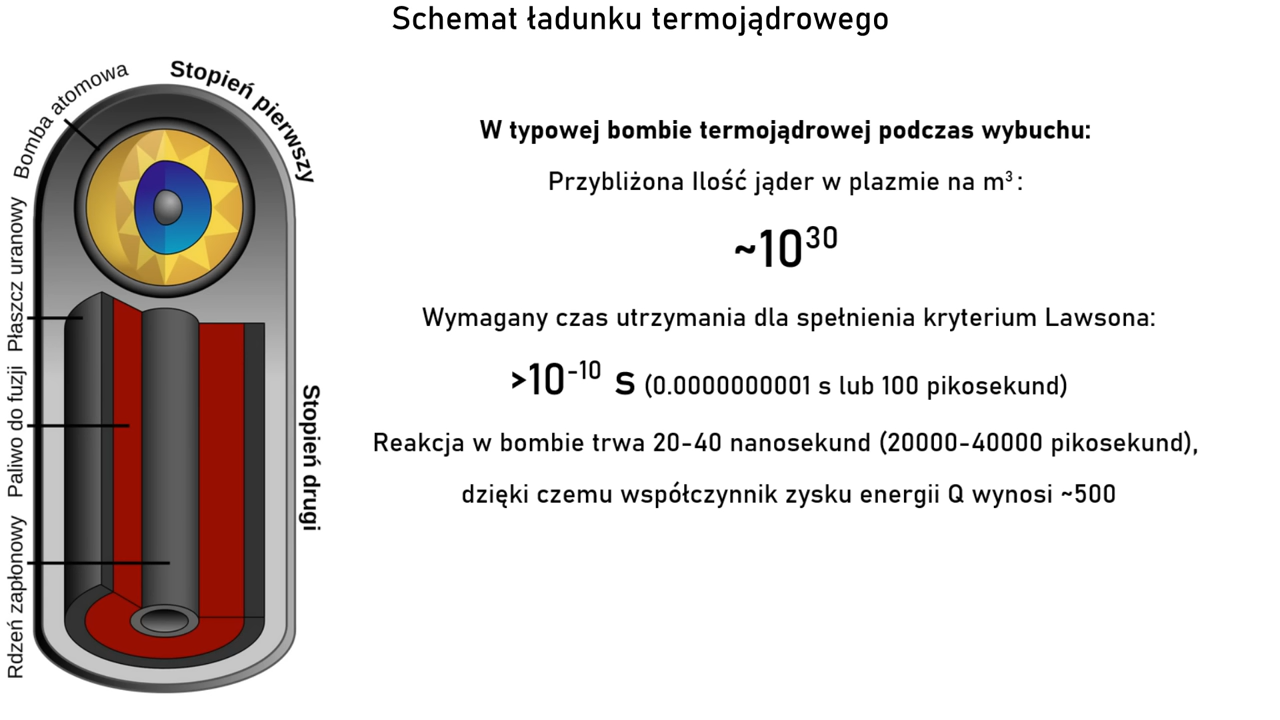 Schemat ładunku termojądrowego
Bomba atomowa
Stopień pierwszy
Płaszcz uranowy
Paliwo do fuzji
Rdzeń zapłonowy
Stopień drugi
W typowej bombie termojądrowej podczas wybuchu:
Przybliżona Ilość jąder w plazmie na m³:
~10³⁰
Wymagany czas utrzymania dla spełnienia kryterium Lawsona:
>10⁻¹⁰ s (0.0000000001 s lub 100 pikosekund)
Reakcja w bombie trwa 20-40 nanosekund (20000-40000 pikosekund),
dzięki czemu współczynnik zysku energii Q wynosi ~500